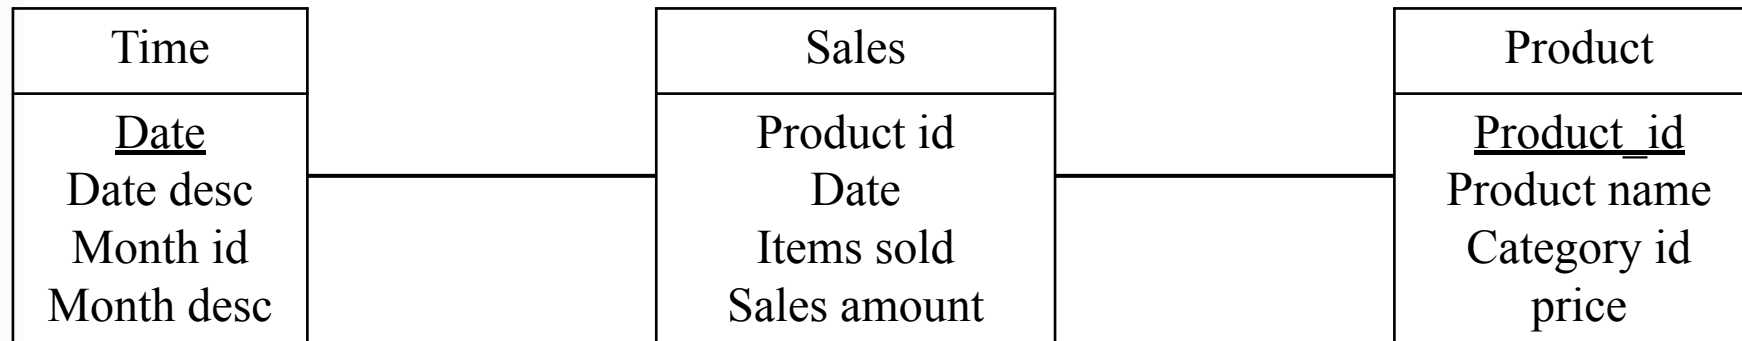 Time
Date
Date desc
Month id
Month desc
Sales
Product id
Date
Items sold
Sales amount
Product
Product_id
Product name
Category id
price